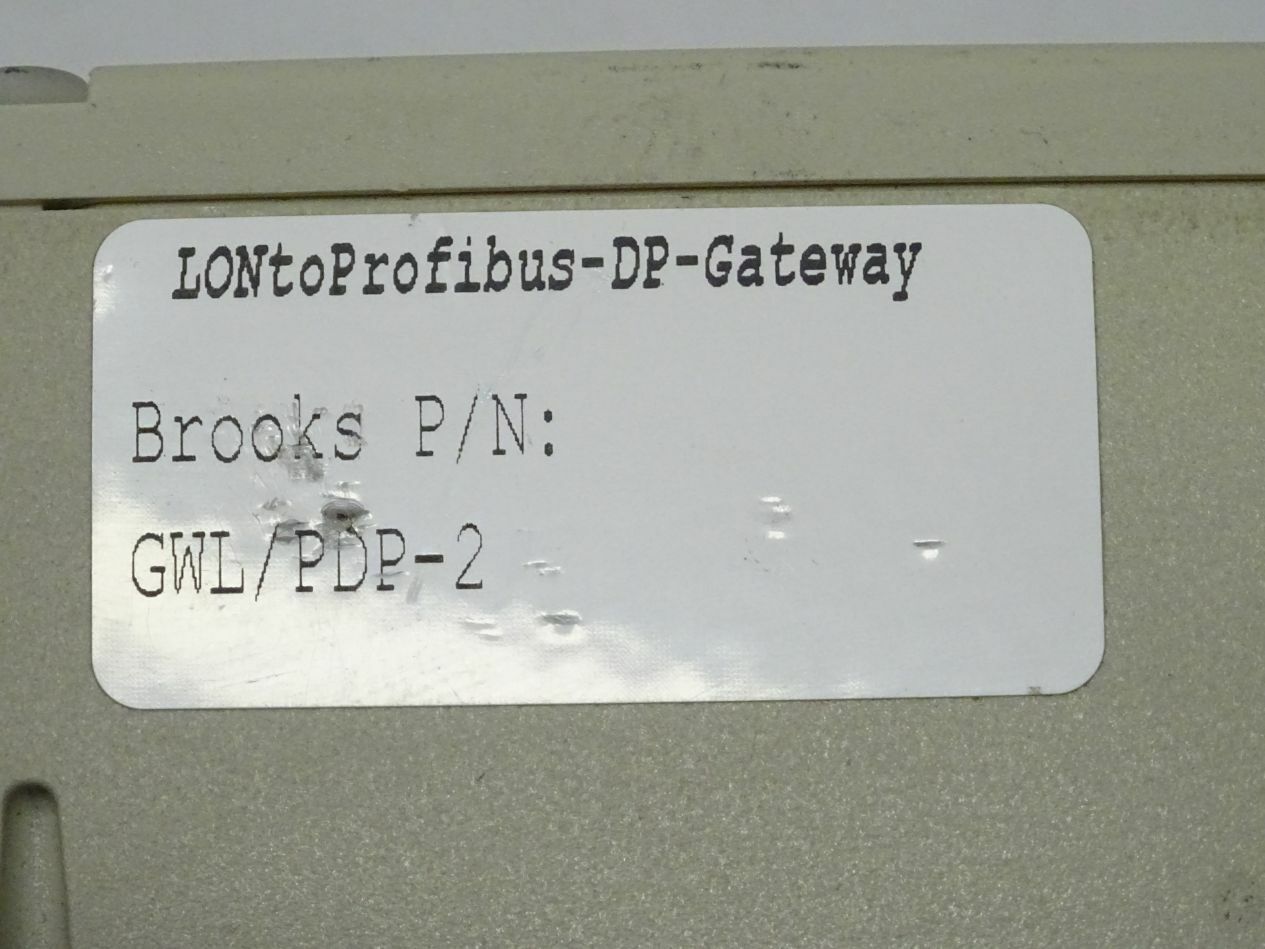 LONtoProfibus-DP-Gateway
Brooks P/N:
GWL/PDP-2